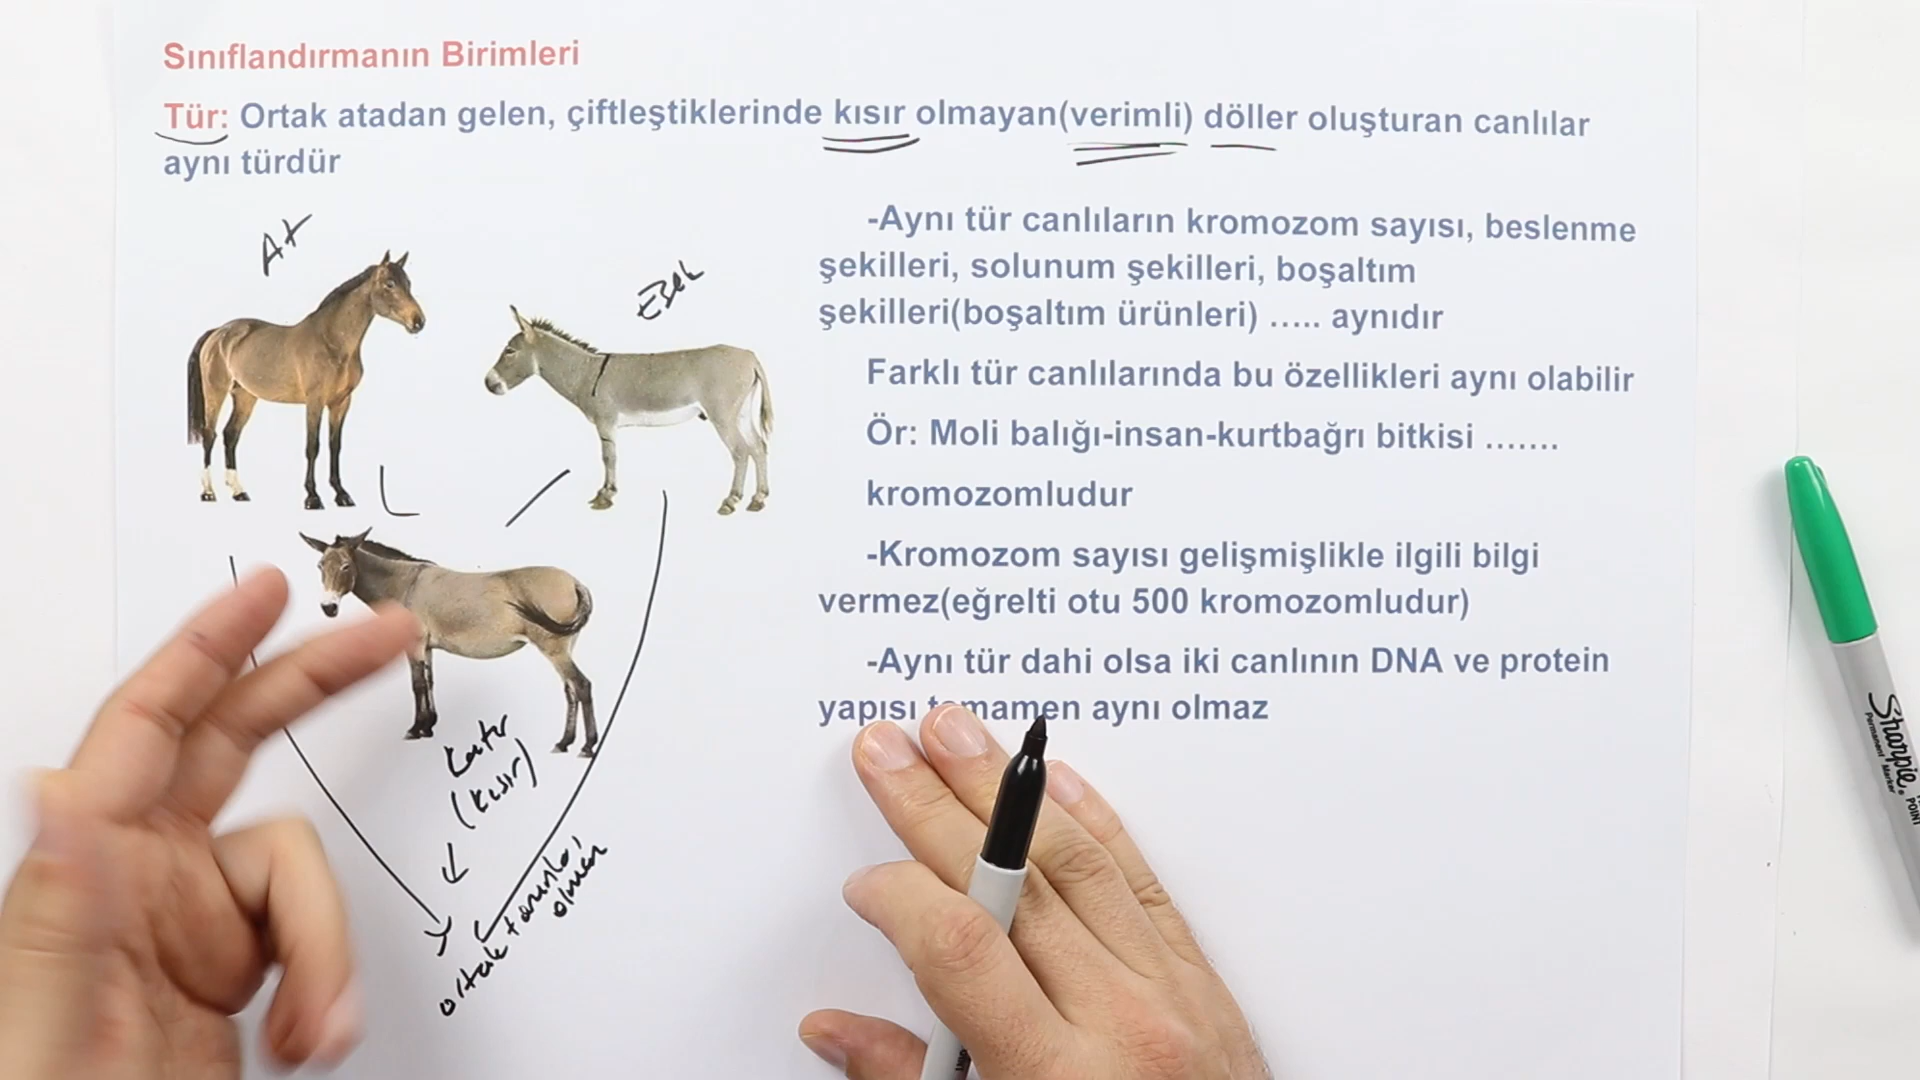 Sınıflandırmanın Birimleri
Tür: Ortak atadan gelen, çiftleştiklerinde kısır olmayan(verimli) döller oluşturan canlılar
aynı türdür
At
Eşek
-Aynı tür canlıların kromozom sayısı, beslenme
şekilleri, solunum şekilleri, boşaltım
şekilleri(boşaltım ürünleri) ..... aynıdır
Farklı tür canlılarında bu özellikleri aynı olabilir
Ör: Moli balığı-insan-kurtbağrı bitkisi .......
kromozomludur
-Kromozom sayısı gelişmişlikle ilgili bilgi
vermez(eğrelti otu 500 kromozomludur)
-Aynı tür dahi olsa iki canlının DNA ve protein
yapısı tamamen aynı olmaz
Katır
(kısır)
ortak
olmaz
Sharpie
Permanent Marker
POINT